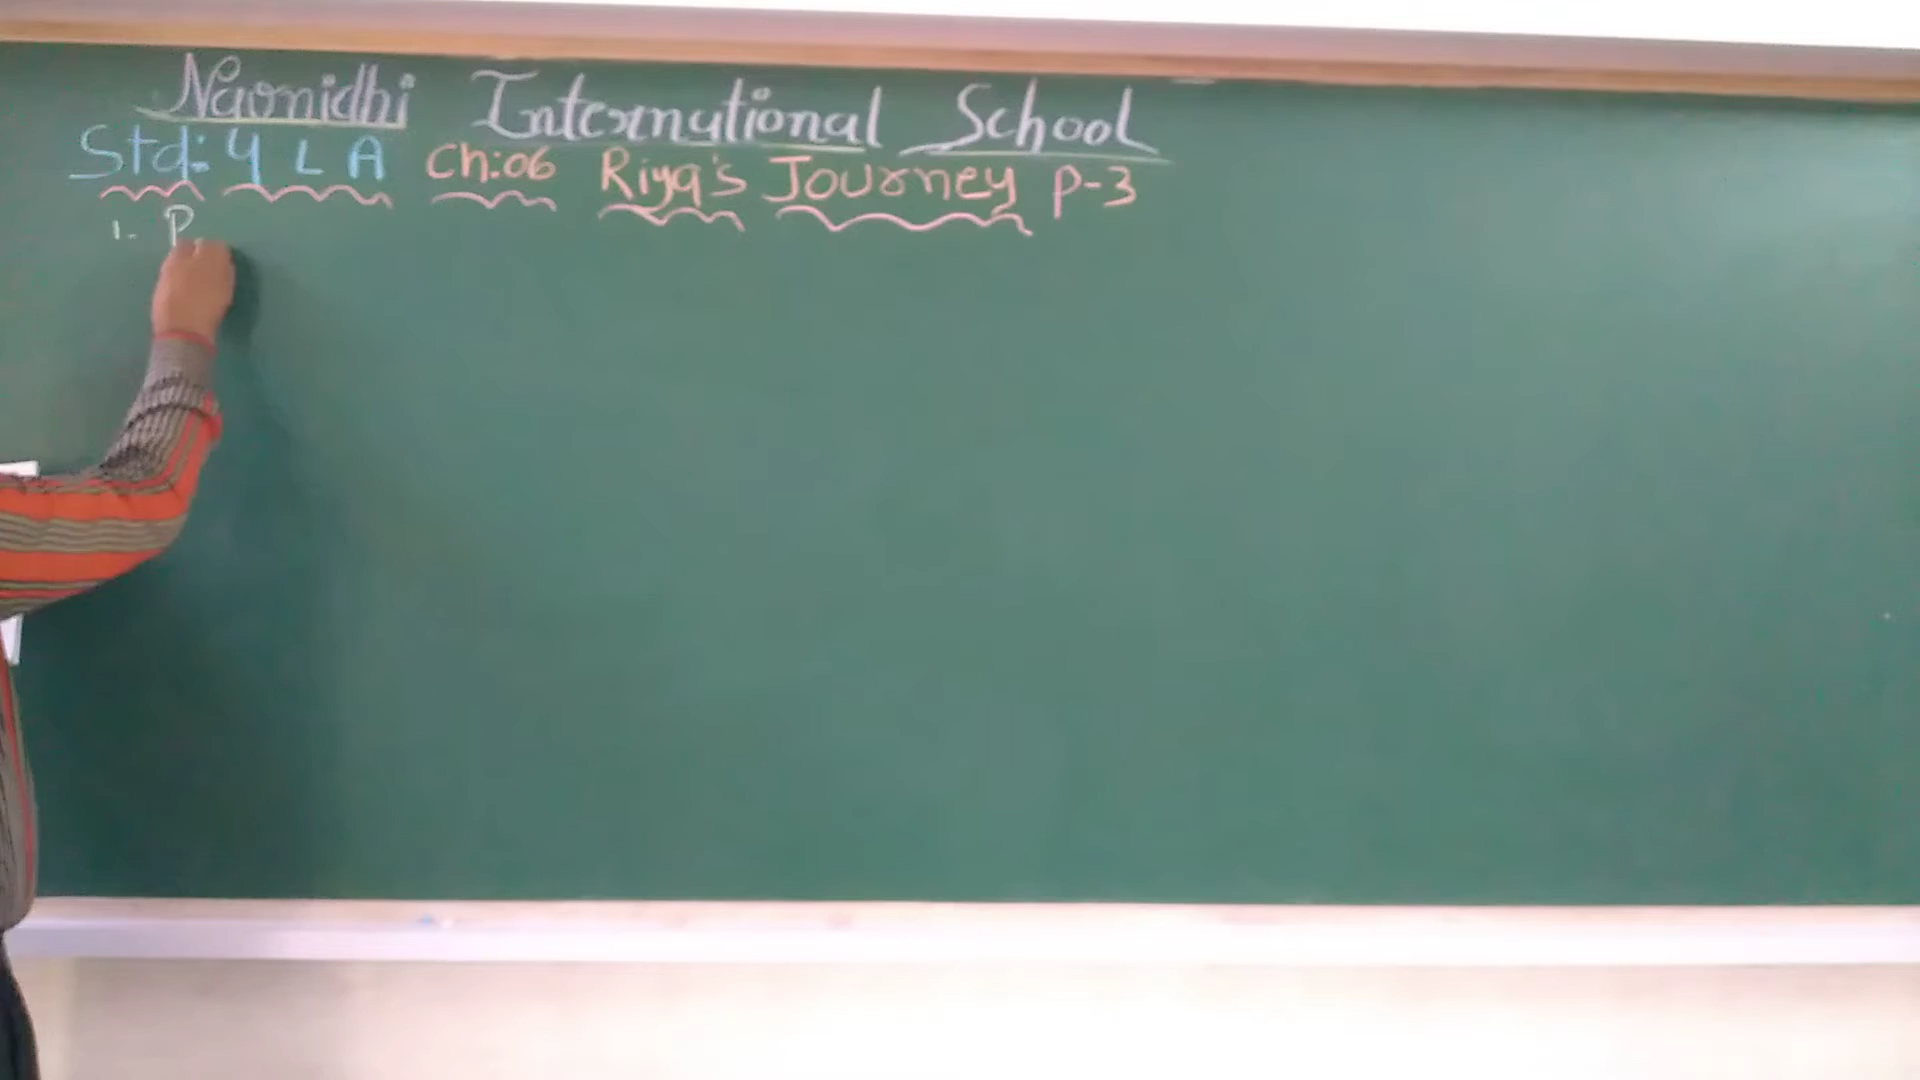 Navnidhi International School
Std: 4 L A Ch:06 Riya's Journey P-3
1. P